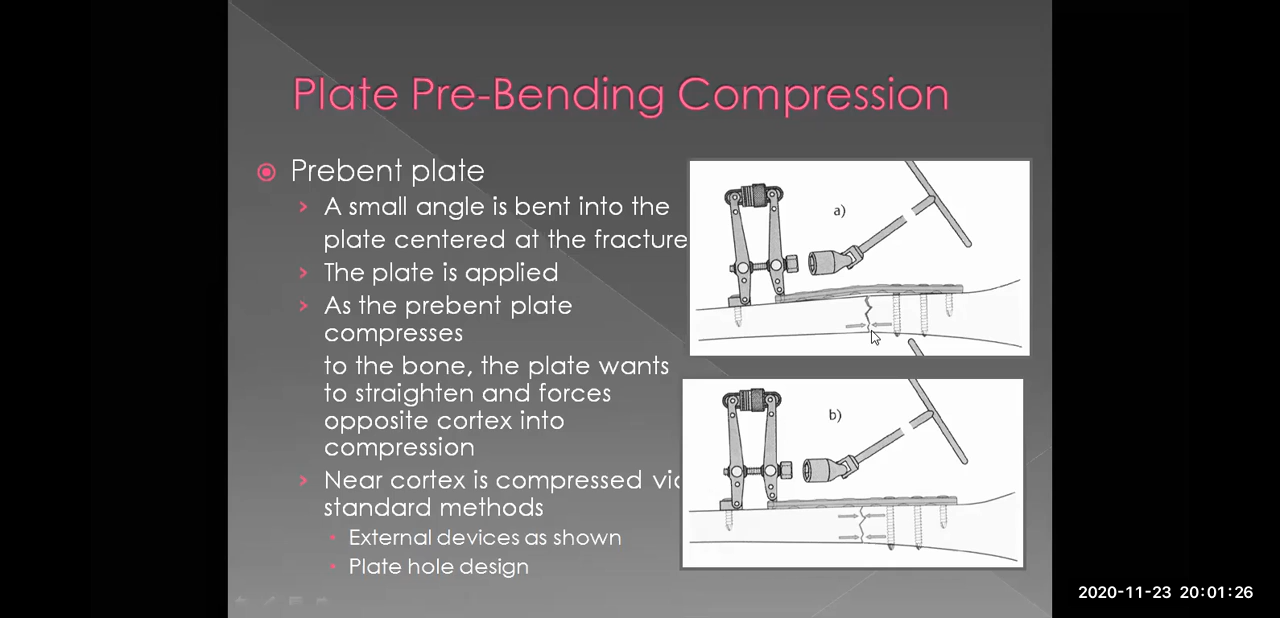 Plate Pre-Bending Compression
Prebent plate
A small angle is bent into the
plate centered at the fracture
The plate is applied
As the prebent plate
compresses
to the bone, the plate wants
to straighten and forces
opposite cortex into
compression
Near cortex is compressed via
standard methods
External devices as shown
Plate hole design
a)
b)
2020-11-23 20:01:26